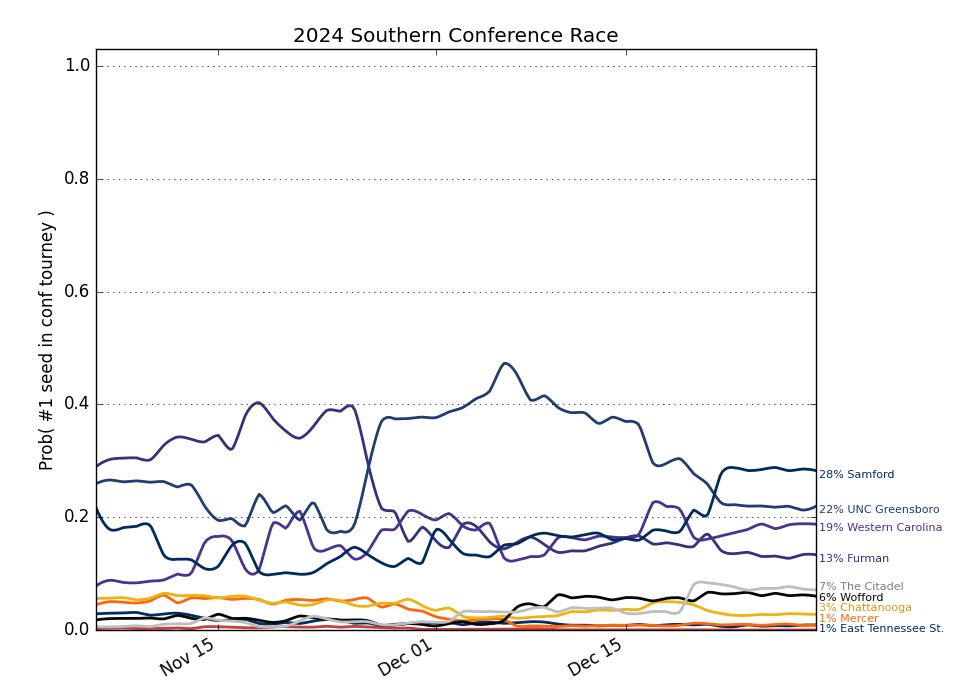 2024 Southern Conference Race
Prob( #1 seed in conf tourney )
1.0
0.8
0.6
0.4
0.2
0.0
Nov 15
Dec 01
Dec 15
28% Samford
22% UNC Greensboro
19% Western Carolina
13% Furman
7% The Citadel
6% Wofford
3% Chattanooga
1% Mercer
1% East Tennessee St.